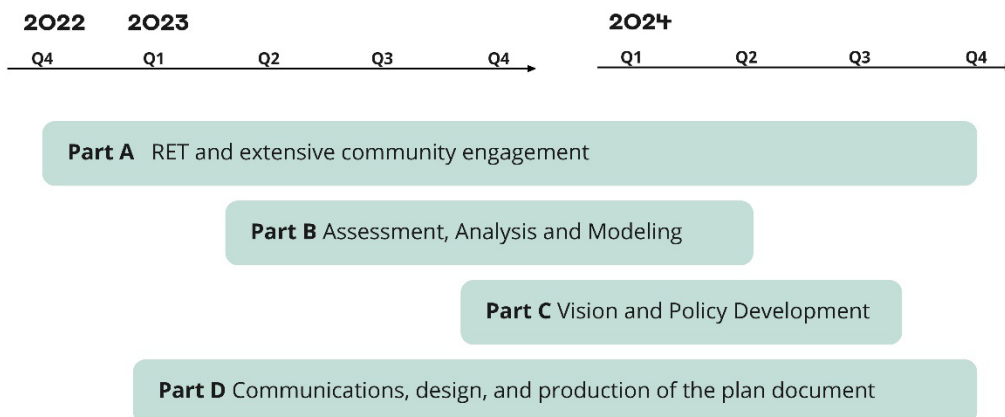 2022 2023 2024
Q4 Q1 Q2 Q3 Q4 Q1 Q2 Q3 Q4
Part A RET and extensive community engagement
Part B Assessment, Analysis and Modeling
Part C Vision and Policy Development
Part D Communications, design, and production of the plan document